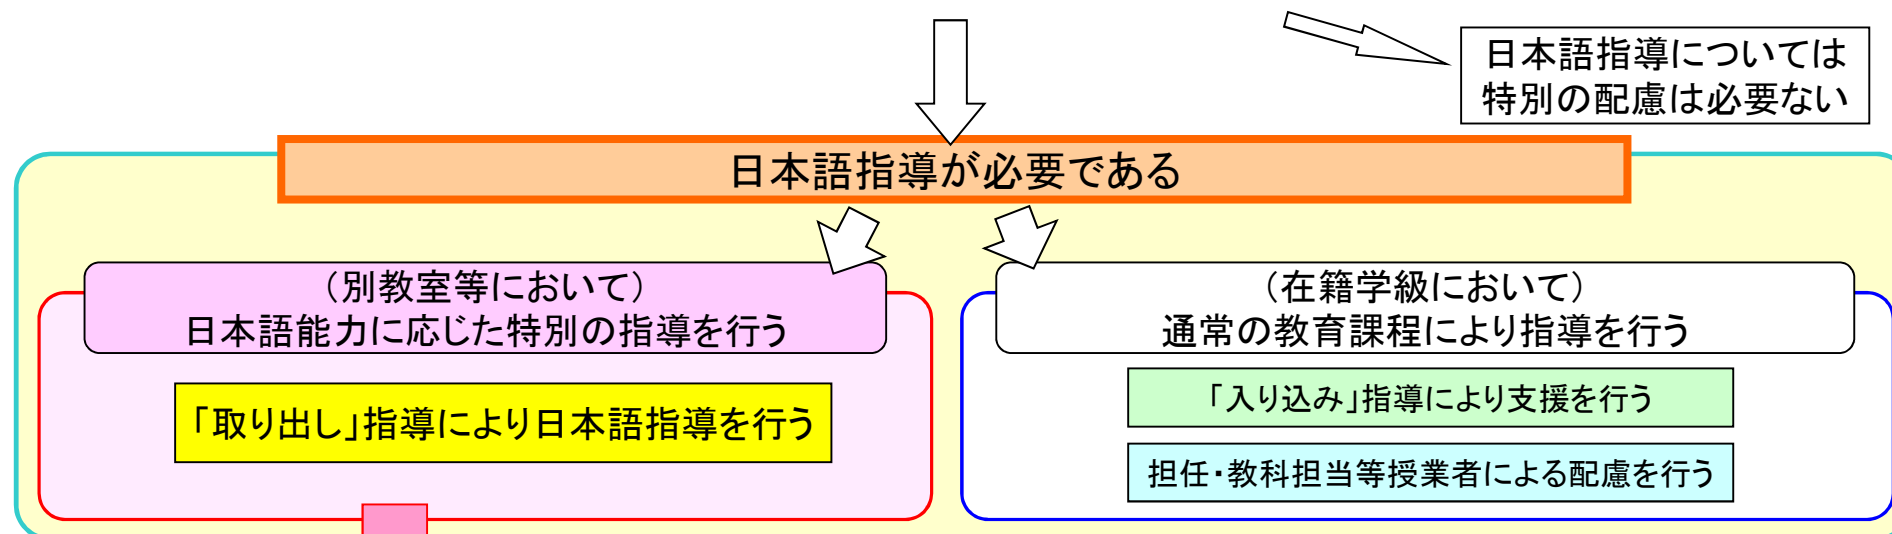 日本語指導については
特別の配慮は必要ない
日本語指導が必要である
（別教室等において）
日本語能力に応じた特別の指導を行う
「取り出し」指導により日本語指導を行う
（在籍学級において）
通常の教育課程により指導を行う
「入り込み」指導により支援を行う
担任・教科担当等授業者による配慮を行う